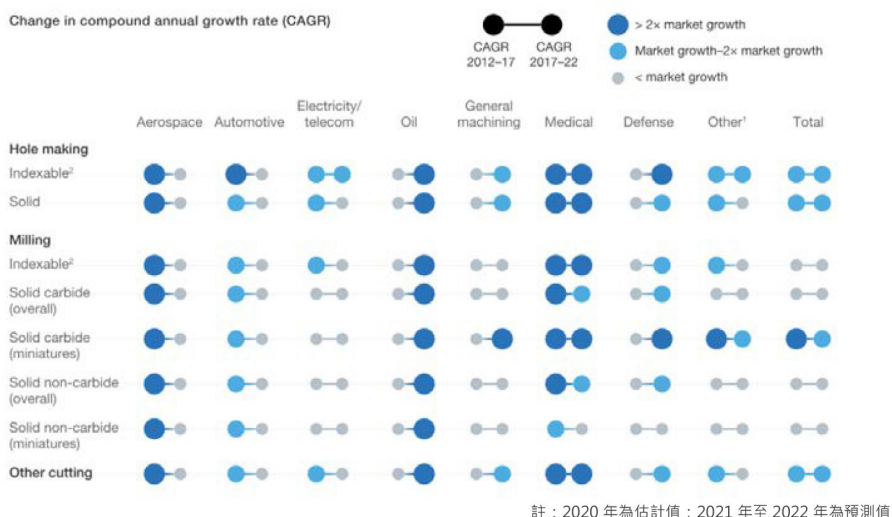 Change in compound annual growth rate (CAGR)
CAGR 2012–17
CAGR 2017–22
> 2× market growth
Market growth–2× market growth
< market growth
Aerospace
Automotive
Electricity/
telecom
Oil
General
machining
Medical
Defense
Other¹
Total
Hole making
Indexable²
Solid
Milling
Indexable²
Solid carbide
(overall)
Solid carbide
(miniatures)
Solid non-carbide
(overall)
Solid non-carbide
(miniatures)
Other cutting
註：2020 年為估計值；2021 年至 2022 年為預測值